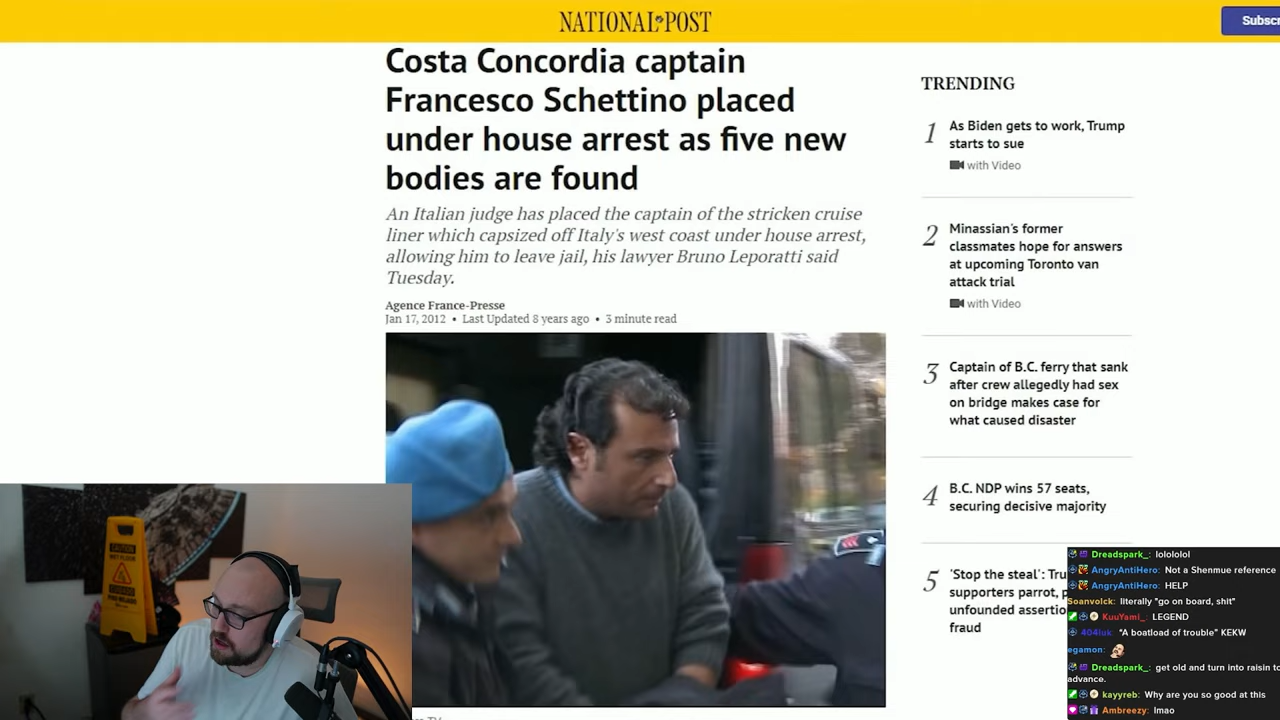 NATIONAL POST
Subscr
Costa Concordia captain
Francesco Schettino placed
under house arrest as five new
bodies are found
An Italian judge has placed the captain of the stricken cruise
liner which capsized off Italy's west coast under house arrest,
allowing him to leave jail, his lawyer Bruno Leporatti said
Tuesday.
Agence France-Presse
Jan 17, 2012 • Last Updated 8 years ago • 3 minute read
TRENDING
1
As Biden gets to work, Trump
starts to sue
with Video
2
Minassian's former
classmates hope for answers
at upcoming Toronto van
attack trial
with Video
3
Captain of B.C. ferry that sank
after crew allegedly had sex
on bridge makes case for
what caused disaster
4
B.C. NDP wins 57 seats,
securing decisive majority
5
'Stop the steal': Tru
supporters parrot, p
unfounded assertio
fraud
CAUTION
Dreadspark_: lolololol
AngryAntiHero: Not a Shenmue reference
AngryAntiHero: HELP
Soanvolck: literally "go on board, shit"
KuuYami_: LEGEND
404luk: "A boatload of trouble" KEKW
egamon:
Dreadspark_: get old and turn into raisin to
advance.
kayyreb: Why are you so good at this
Ambreezy: lmao